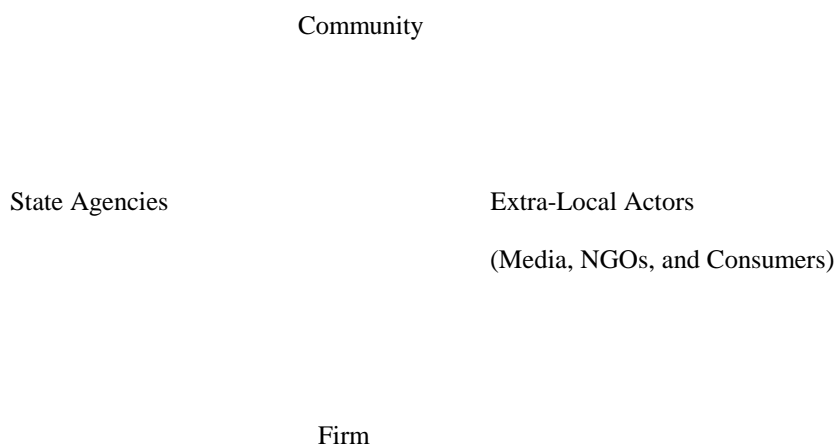 Community
State Agencies
Extra-Local Actors
(Media, NGOs, and Consumers)
Firm